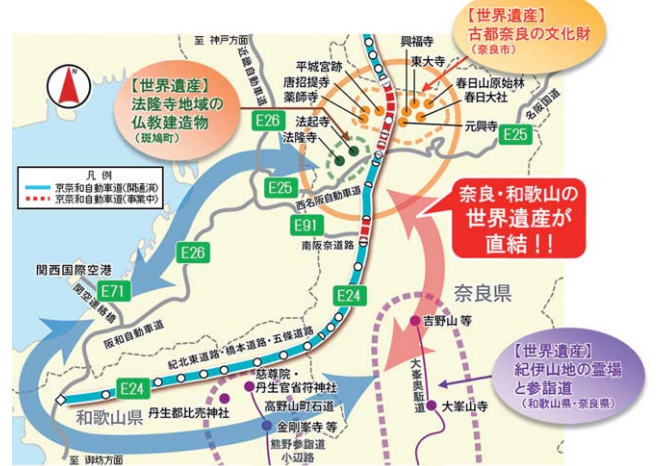 【世界遺産】
古都奈良の文化財
(奈良市)
至 神戸方面
近畿自動車道
平城宮跡
唐招提寺
薬師寺
興福寺
東大寺
春日山原始林
春日大社
元興寺
名阪国道
【世界遺産】
法隆寺地域の
仏教建造物
(斑鳩町)
法起寺
法隆寺
E26
E25
凡 例
京奈和自動車道(開通済)
京奈和自動車道(事業中)
E25
西名阪自動車道
E91
南阪奈道路
奈良・和歌山の
世界遺産が
直結!!
E26
関西国際空港
E71
関空連絡橋
阪和自動車道
E24
奈良県
紀北東道路・橋本道路・五條道路
吉野山 等
【世界遺産】
紀伊山地の霊場
と参詣道
(和歌山県・奈良県)
大峯奥駈道
大峯山寺
E24
和歌山県
慈尊院・
丹生官省符神社
丹生都比売神社
高野山町石道
金剛峯寺 等
熊野参詣道
小辺路
至 御坊方面